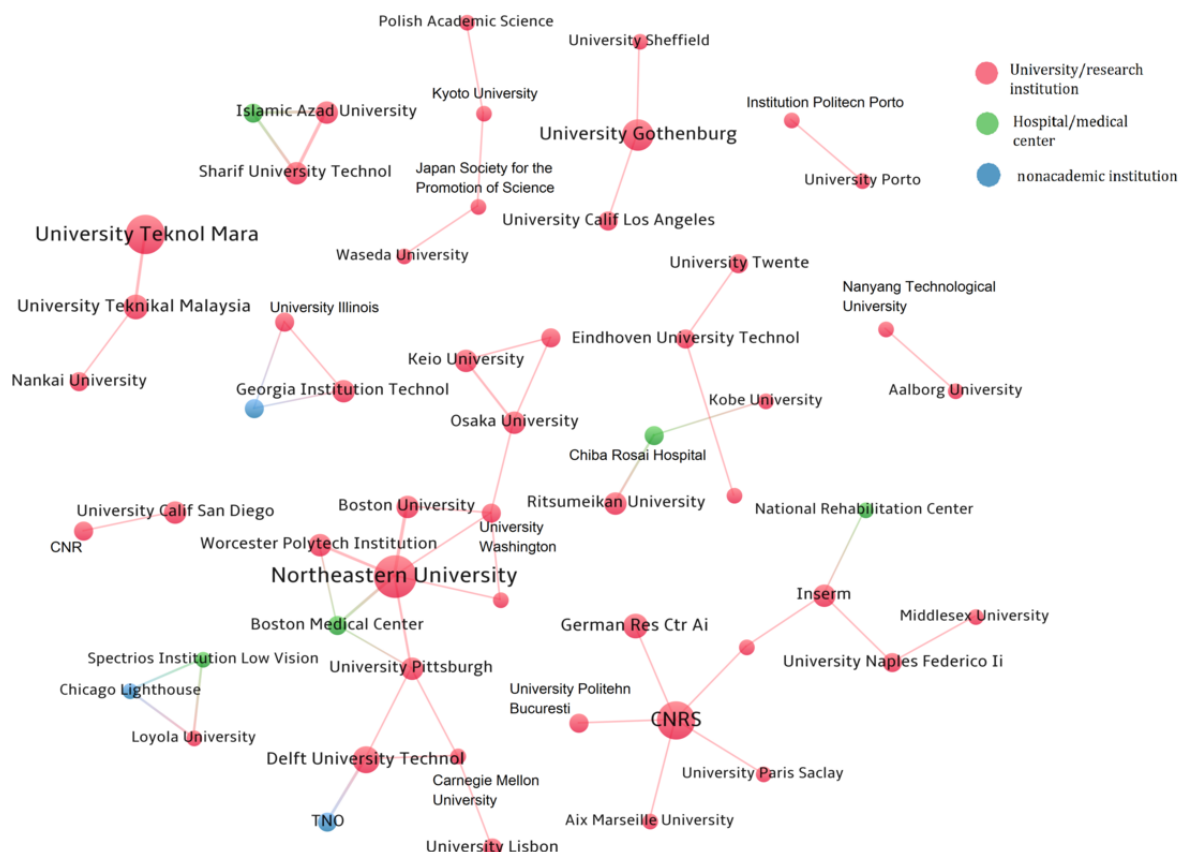 Polish Academic Science
University Sheffield
University/research
institution
Islamic Azad University
Kyoto University
Institution Politecn Porto
University Gothenburg
Hospital/medical
center
Sharif University Technol
Japan Society for the
Promotion of Science
University Porto
nonacademic institution
University Teknol Mara
University Calif Los Angeles
Waseda University
University Twente
University Teknikal Malaysia
University Illinois
Nanyang Technological
University
Keio University
Eindhoven University Technol
Nankai University
Georgia Institution Technol
Kobe University
Aalborg University
Osaka University
Chiba Rosai Hospital
University Calif San Diego
Boston University
Ritsumeikan University
National Rehabilitation Center
CNR
Worcester Polytech Institution
University
Washington
Northeastern University
Inserm
Boston Medical Center
German Res Ctr Ai
Middlesex University
Spectrios Institution Low Vision
University Pittsburgh
University Naples Federico Ii
Chicago Lighthouse
University Politehn
Bucuresti
CNRS
Loyola University
Delft University Technol
Carnegie Mellon
University
University Paris Saclay
TNO
Aix Marseille University
University Lisbon